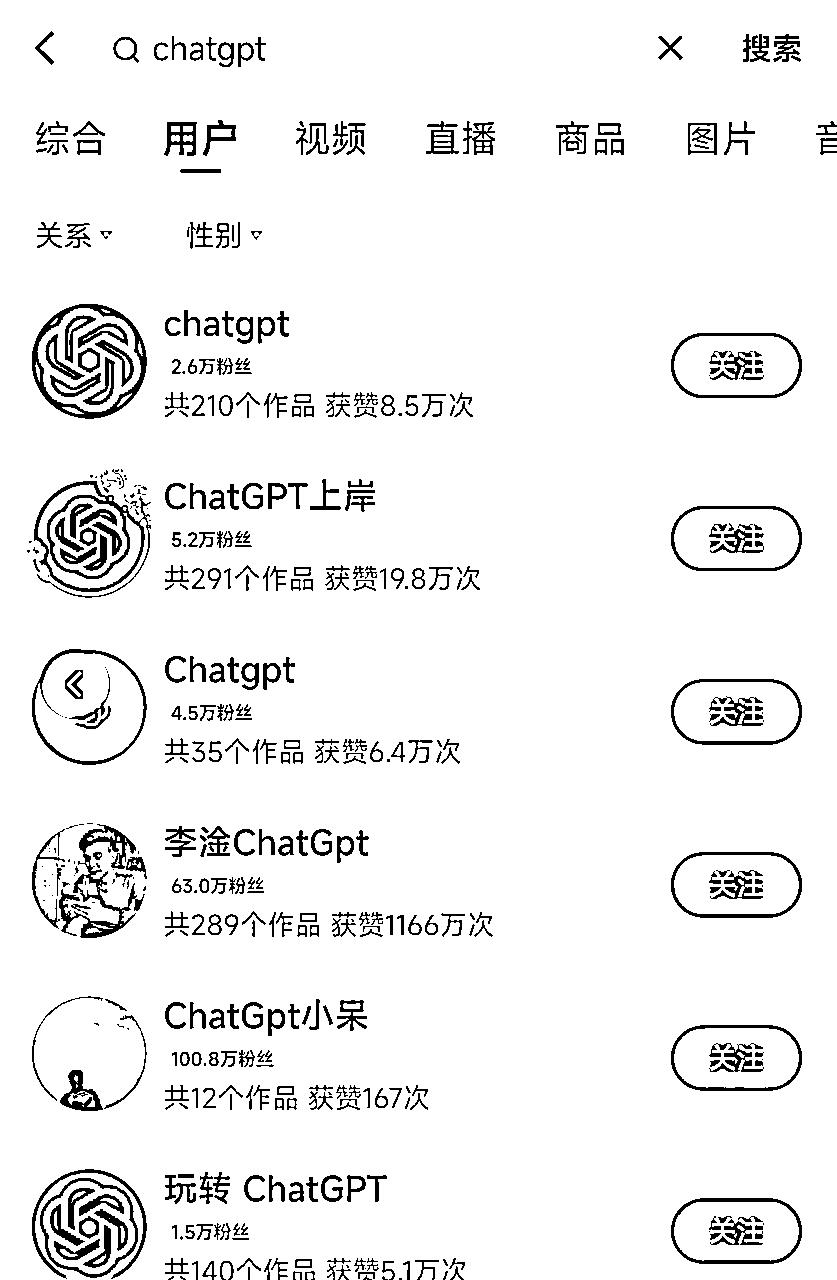 chatgpt 搜索
综合 用户 视频 直播 商品 图片 音
关系 性别
chatgpt
2.6万粉丝
关注
共210个作品 获赞8.5万次
ChatGPT上岸
5.2万粉丝
关注
共291个作品 获赞19.8万次
Chatgpt
4.5万粉丝
关注
共35个作品 获赞6.4万次
李淦ChatGpt
63.0万粉丝
关注
共289个作品 获赞1166万次
ChatGpt小呆
100.8万粉丝
关注
共12个作品 获赞167次
玩转 ChatGPT
1.5万粉丝
关注
共140个作品 获赞5.1万次